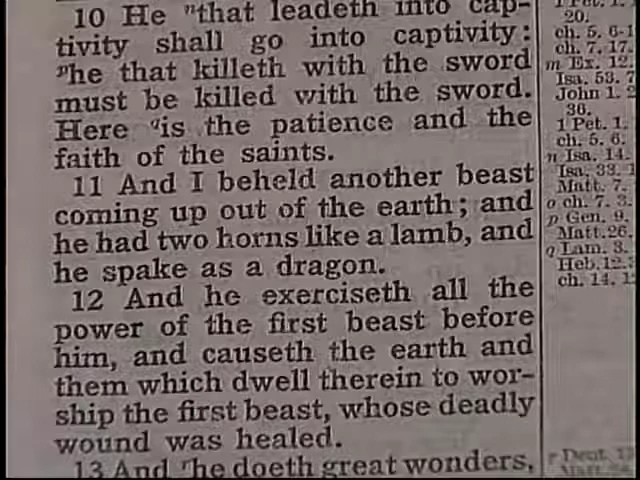 10 He ⁿthat leadeth into cap-
tivity shall go into captivity:
ᵖhe that killeth with the sword
must be killed with the sword.
Here ᵍis the patience and the
faith of the saints.
11 And I beheld another beast
coming up out of the earth; and
he had two horns like a lamb, and
he spake as a dragon.
12 And he exerciseth all the
power of the first beast before
him, and causeth the earth and
them which dwell therein to wor-
ship the first beast, whose deadly
wound was healed.
13 And ʳhe doeth great wonders,
20.
ch. 5. 6-1
ch. 7. 17.
m Ex. 12.
Isa. 53. 7
John 1. 2
36.
1 Pet. 1.
ch. 5. 6.
n Isa. 14.
Isa. 33. 1
Matt. 7.
o ch. 7. 3.
p Gen. 9.
Matt. 26.
q Lam. 3.
Heb. 12.
ch. 14. 1
r Deut. 13